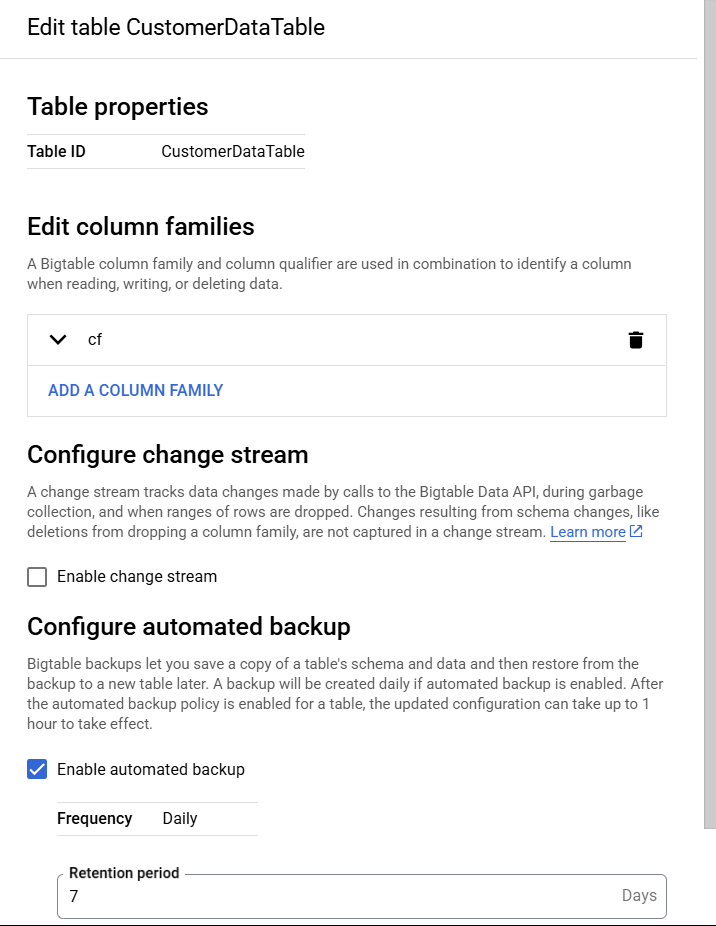 Edit table CustomerDataTable
Table properties
Table ID CustomerDataTable
Edit column families
A Bigtable column family and column qualifier are used in combination to identify a column
when reading, writing, or deleting data.
cf
ADD A COLUMN FAMILY
Configure change stream
A change stream tracks data changes made by calls to the Bigtable Data API, during garbage
collection, and when ranges of rows are dropped. Changes resulting from schema changes, like
deletions from dropping a column family, are not captured in a change stream. Learn more
Enable change stream
Configure automated backup
Bigtable backups let you save a copy of a table's schema and data and then restore from the
backup to a new table later. A backup will be created daily if automated backup is enabled. After
the automated backup policy is enabled for a table, the updated configuration can take up to 1
hour to take effect.
Enable automated backup
Frequency Daily
Retention period
7 Days